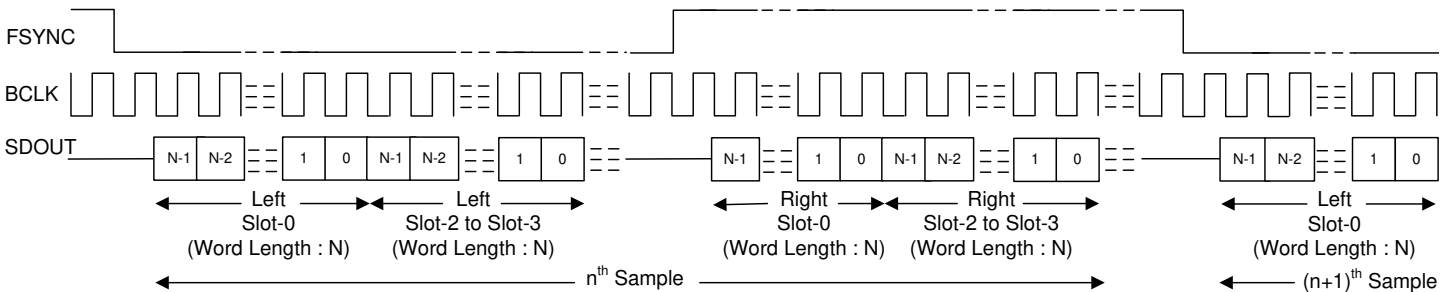 FSYNC
BCLK
SDOUT
N-1 N-2 1 0 N-1 N-2 1 0 N-1 1 0 N-1 N-2 1 0 N-1 N-2 1 0
Left Left Right Right Left
Slot-0 Slot-2 to Slot-3 Slot-0 Slot-2 to Slot-3 Slot-0
(Word Length : N) (Word Length : N) (Word Length : N) (Word Length : N) (Word Length : N)
nth Sample (n+1)th Sample